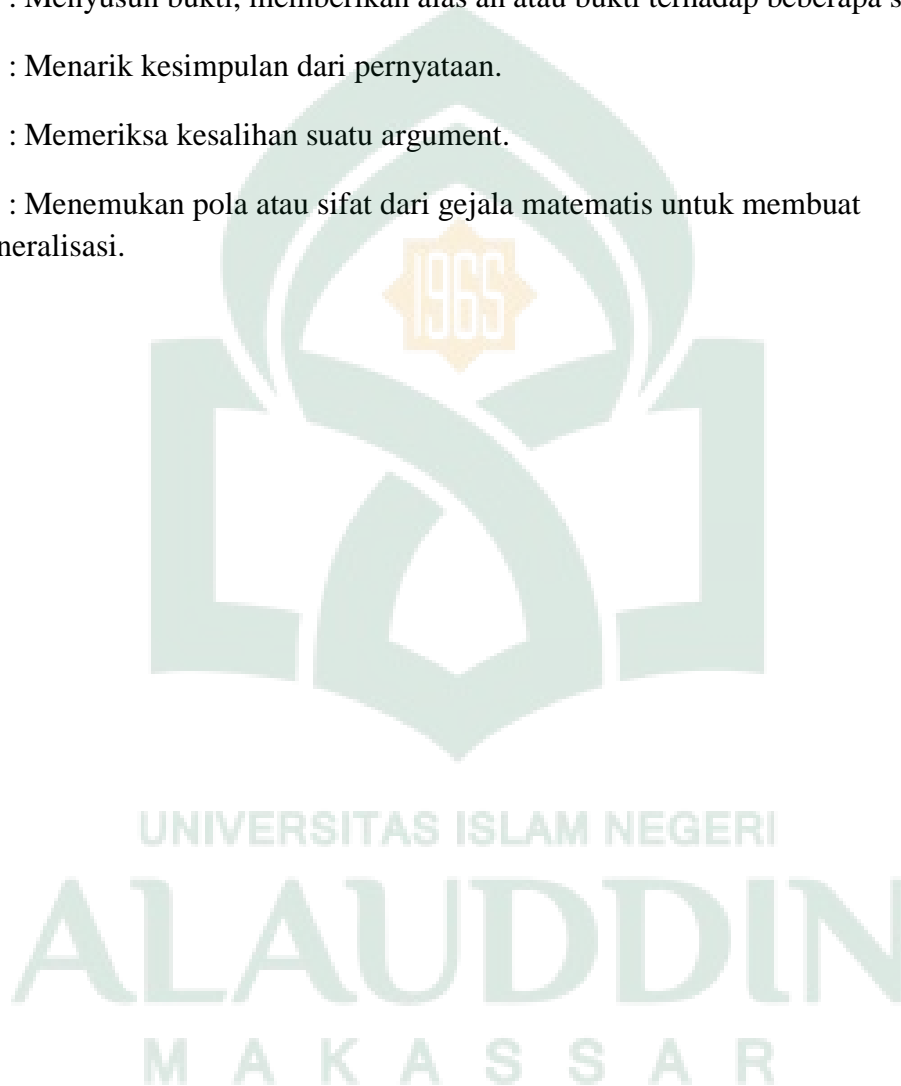 : Menyusun bukti, memberikan alas an atau bukti terhadap beberapa s
: Menarik kesimpulan dari pernyataan.
: Memeriksa kesalihan suatu argument.
: Menemukan pola atau sifat dari gejala matematis untuk membuat
neralisasi.
1965
UNIVERSITAS ISLAM NEGERI
ALAUDDIN
MAKASSAR